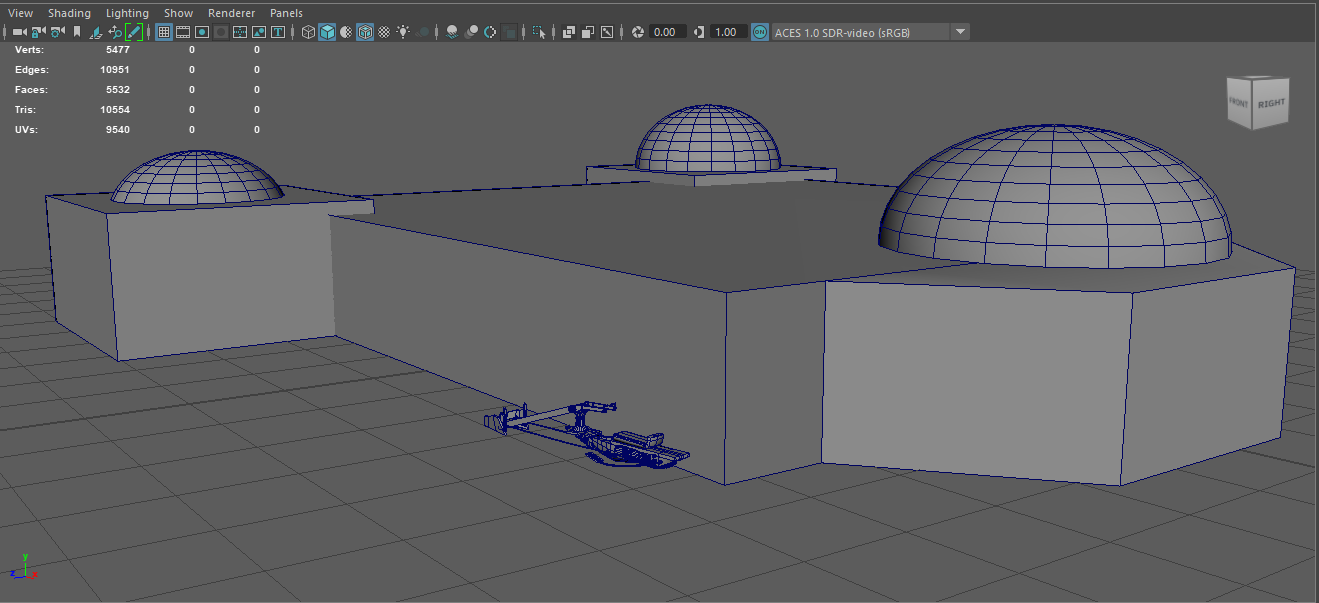 View Shading Lighting Show Renderer Panels
0.00 1.00 ON ACES 1.0 SDR-video (sRGB)
Verts: 5477 0 0
Edges: 10951 0 0
Faces: 5532 0 0
Tris: 10554 0 0
UVs: 9540 0 0
FRONT RIGHT
y
z x